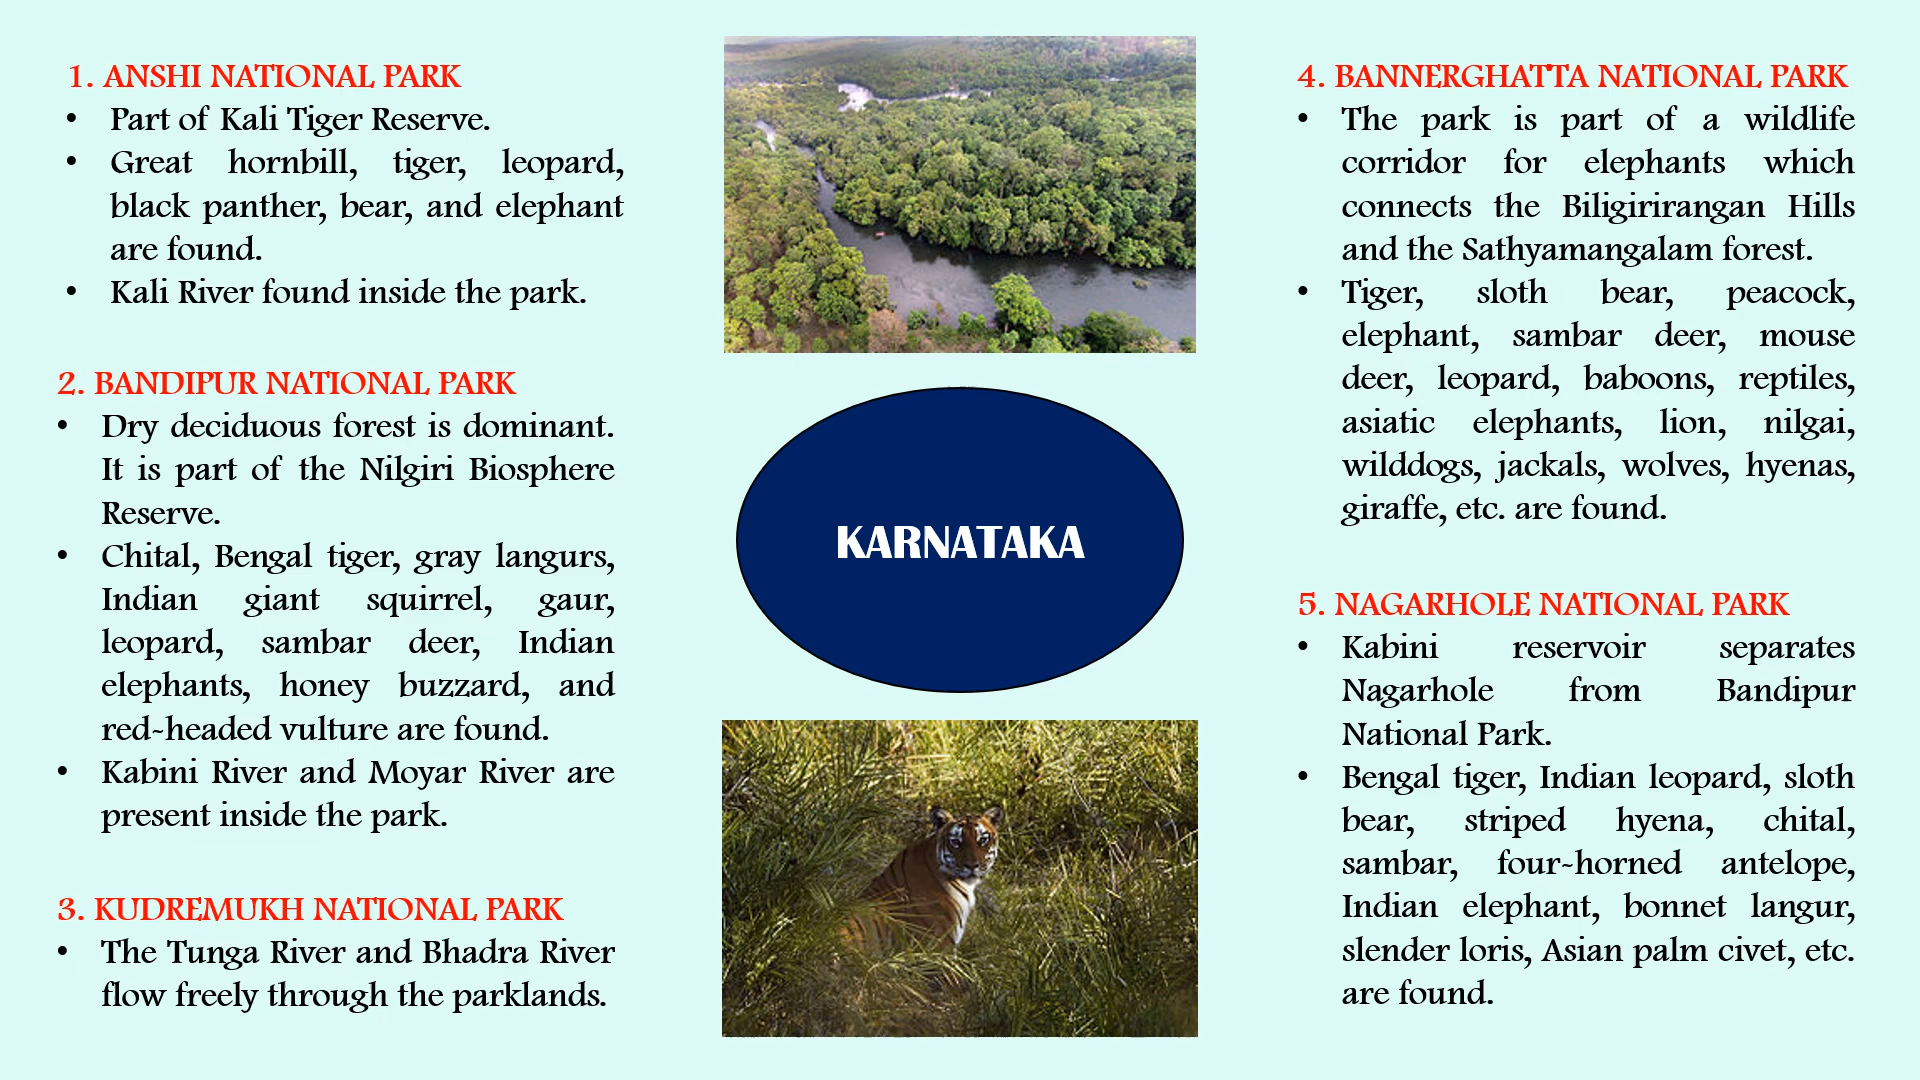 1. ANSHI NATIONAL PARK
• Part of Kali Tiger Reserve.
• Great hornbill, tiger, leopard,
black panther, bear, and elephant
are found.
• Kali River found inside the park.
2. BANDIPUR NATIONAL PARK
• Dry deciduous forest is dominant.
It is part of the Nilgiri Biosphere
Reserve.
• Chital, Bengal tiger, gray langurs,
Indian giant squirrel, gaur,
leopard, sambar deer, Indian
elephants, honey buzzard, and
red-headed vulture are found.
• Kabini River and Moyar River are
present inside the park.
3. KUDREMUKH NATIONAL PARK
• The Tunga River and Bhadra River
flow freely through the parklands.
KARNATAKA
4. BANNERGHATTA NATIONAL PARK
• The park is part of a wildlife
corridor for elephants which
connects the Biligirirangan Hills
and the Sathyamangalam forest.
• Tiger, sloth bear, peacock,
elephant, sambar deer, mouse
deer, leopard, baboons, reptiles,
asiatic elephants, lion, nilgai,
wilddogs, jackals, wolves, hyenas,
giraffe, etc. are found.
5. NAGARHOLE NATIONAL PARK
• Kabini reservoir separates
Nagarhole from Bandipur
National Park.
• Bengal tiger, Indian leopard, sloth
bear, striped hyena, chital,
sambar, four-horned antelope,
Indian elephant, bonnet langur,
slender loris, Asian palm civet, etc.
are found.